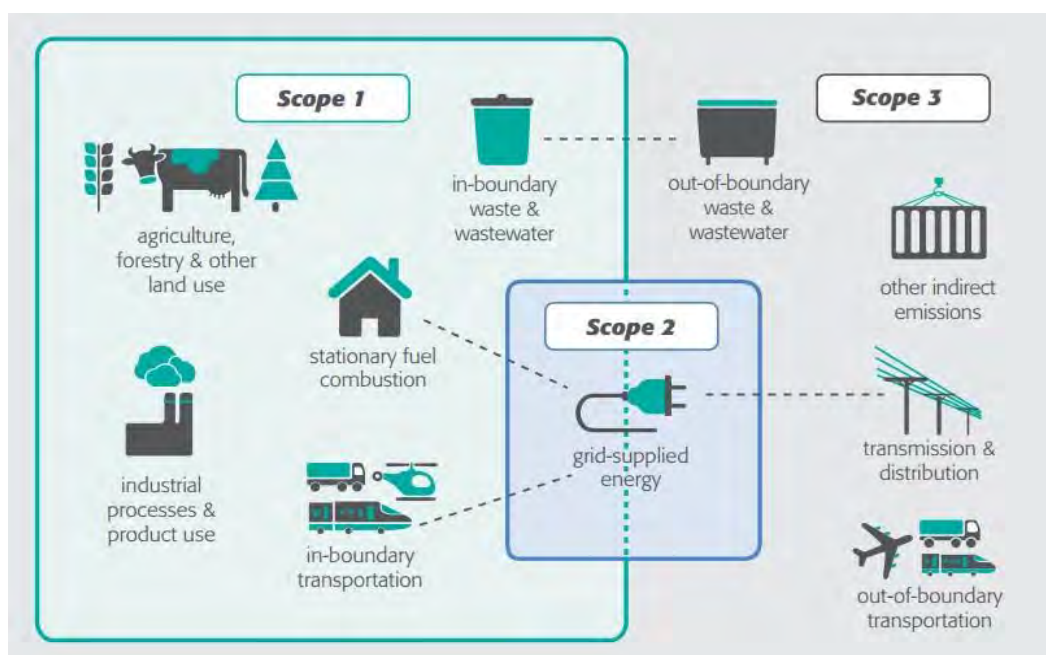 Scope 1
Scope 3
in-boundary
waste &
wastewater
out-of-boundary
waste &
wastewater
agriculture,
forestry & other
land use
other indirect
emissions
Scope 2
stationary fuel
combustion
grid-supplied
energy
transmission &
distribution
industrial
processes &
product use
in-boundary
transportation
out-of-boundary
transportation